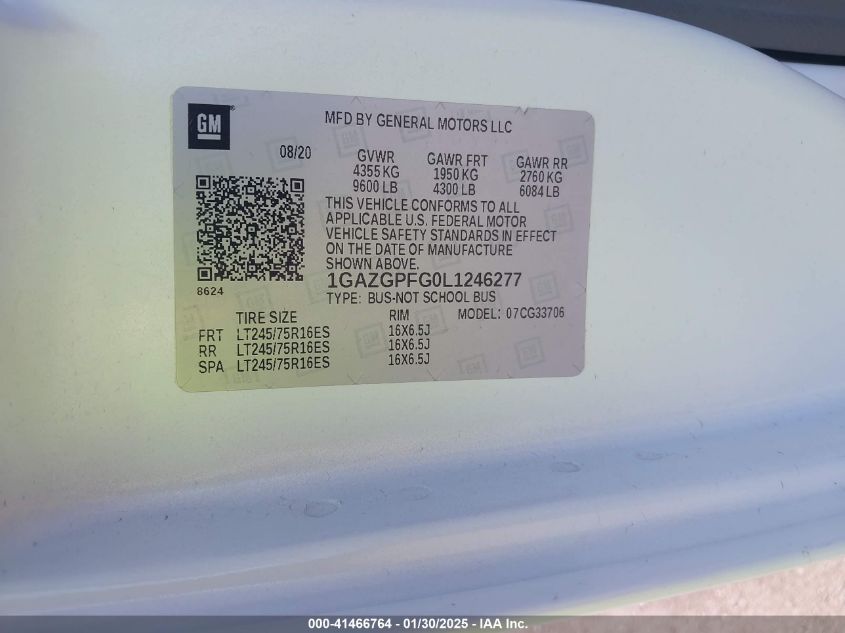 GM
MFD BY GENERAL MOTORS LLC
08/20 GVWR GAWR FRT GAWR RR
4355 KG 1950 KG 2760 KG
9600 LB 4300 LB 6084 LB
THIS VEHICLE CONFORMS TO ALL
APPLICABLE U.S. FEDERAL MOTOR
VEHICLE SAFETY STANDARDS IN EFFECT
ON THE DATE OF MANUFACTURE
SHOWN ABOVE.
1GAZGPFG0L1246277
8624
TYPE: BUS-NOT SCHOOL BUS
TIRE SIZE RIM MODEL: 07CG33706
FRT LT245/75R16ES 16X6.5J
RR LT245/75R16ES 16X6.5J
SPA LT245/75R16ES 16X6.5J
000-41466764 - 01/30/2025 - IAA Inc.